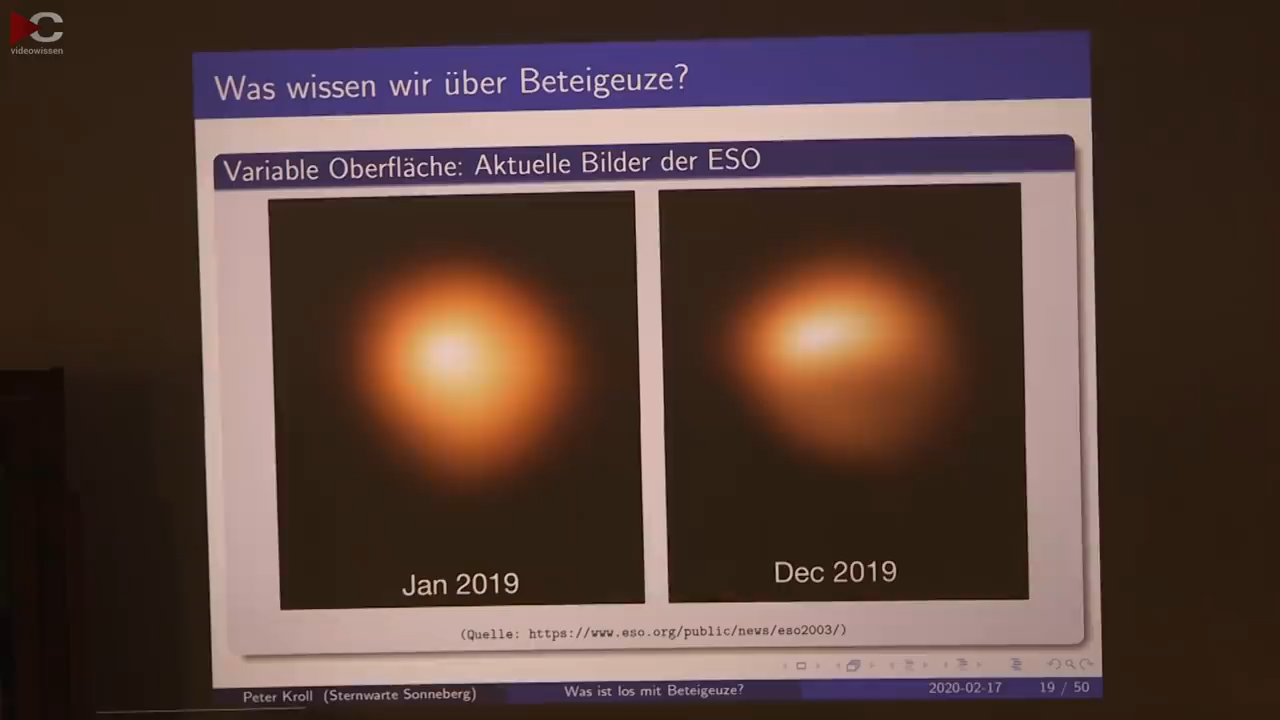 C
videowissen
Was wissen wir über Beteigeuze?
Variable Oberfläche: Aktuelle Bilder der ESO
Jan 2019
Dec 2019
(Quelle: https://www.eso.org/public/news/eso2003/)
Peter Kroll (Sternwarte Sonneberg)
Was ist los mit Beteigeuze?
2020-02-17
19 / 50